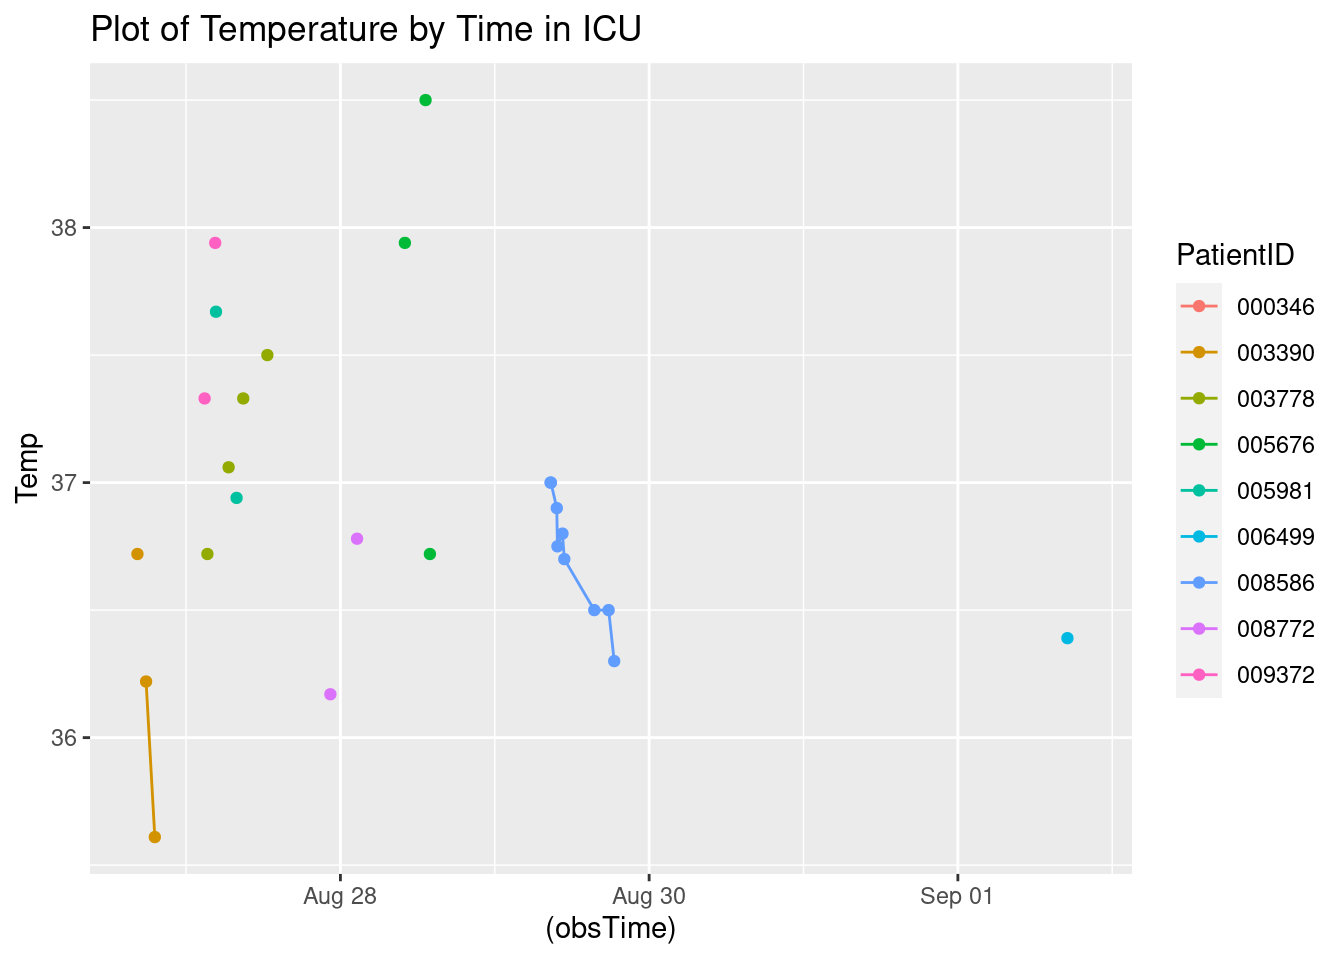 Plot of Temperature by Time in ICU
Temp
38
37
36
Aug 28
Aug 30
Sep 01
(obsTime)
PatientID
000346
003390
003778
005676
005981
006499
008586
008772
009372